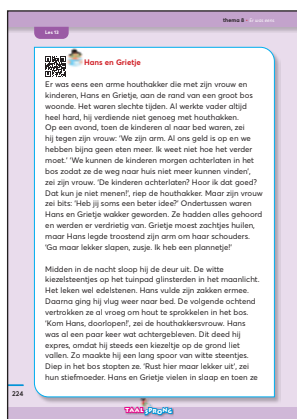 thema 8 • Er was eens
Les 12
Hans en Grietje
Er was eens een arme houthakker die met zijn vrouw en
kinderen, Hans en Grietje, aan de rand van een groot bos
woonde. Het waren slechte tijden. Al werkte vader altijd
heel hard, hij verdiende niet genoeg met houthakken.
Op een avond, toen de kinderen al naar bed waren, zei
hij tegen zijn vrouw: 'We zijn arm. Al ons geld is op en we
hebben bijna geen eten meer. Ik weet niet hoe het verder
moet.' 'We kunnen de kinderen morgen achterlaten in het
bos zodat ze de weg naar huis niet meer kunnen vinden',
zei zijn vrouw. 'De kinderen achterlaten? Hoor ik dat goed?
Dat kun je niet menen!', riep de houthakker. Maar zijn vrouw
zei bits: 'Heb jij soms een beter idee?' Ondertussen waren
Hans en Grietje wakker geworden. Ze hadden alles gehoord
en werden er verdrietig van. Grietje moest zachtjes huilen,
maar Hans legde troostend zijn arm om haar schouders.
'Ga maar lekker slapen, zusje. Ik heb een plannetje!'
Midden in de nacht sloop hij de deur uit. De witte
kiezelsteentjes op het tuinpad glinsterden in het maanlicht.
Het leken wel edelstenen. Hans vulde zijn zakken ermee.
Daarna ging hij vlug weer naar bed. De volgende ochtend
vertrokken ze al vroeg om hout te sprokkelen in het bos.
'Kom Hans, doorlopen!', zei de houthakkersvrouw. Hans
was al een paar keer wat achtergebleven. Dit deed hij
expres, omdat hij steeds een kiezeltje op de grond liet
vallen. Zo maakte hij een lang spoor van witte steentjes.
Diep in het bos stopten ze. 'Rust hier maar lekker uit', zei
hun stiefmoeder. Hans en Grietje vielen in slaap en toen ze
224
TAALSPRONG